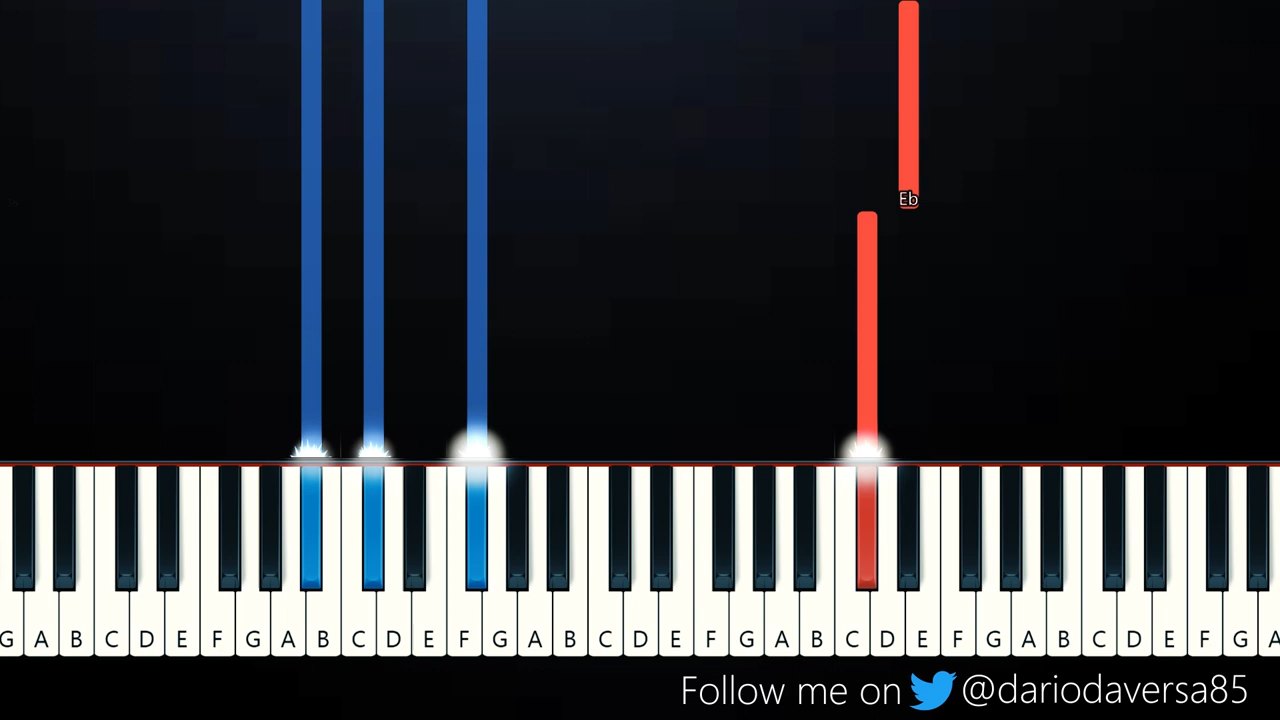 Eb
G A B C D E F G A B C D E F G A B C D E F G A B C D E F G A B C D E F G A
Follow me on @dariodaversa85